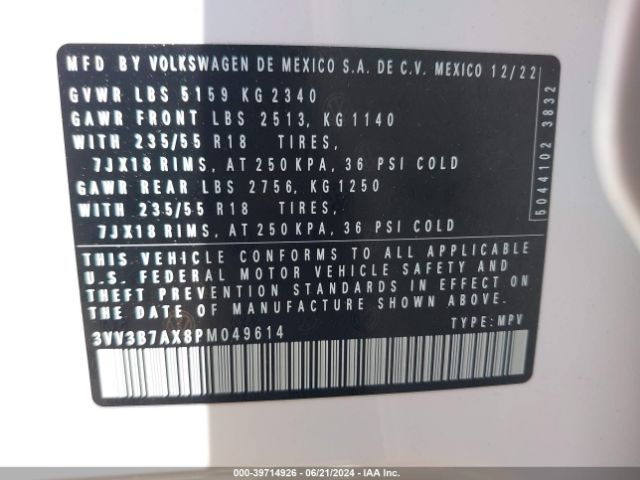 MFD BY VOLKSWAGEN DE MEXICO S.A. DE C.V. MEXICO 12/22
GVWR LBS 5159 KG 2340
GAWR FRONT LBS 2513, KG 1140
WITH 235/55 R18 TIRES,
7JX18 RIMS, AT 250 KPA, 36 PSI COLD
GAWR REAR LBS 2756, KG 1250
WITH 235/55 R18 TIRES,
7JX18 RIMS, AT 250 KPA, 36 PSI COLD
THIS VEHICLE CONFORMS TO ALL APPLICABLE
U.S. FEDERAL MOTOR VEHICLE SAFETY AND
THEFT PREVENTION STANDARDS IN EFFECT ON
THE DATE OF MANUFACTURE SHOWN ABOVE.
3VV3B7AX8PM049614 TYPE: MPV
5044102 3832
000-39714926 - 06/21/2024 - IAA Inc.